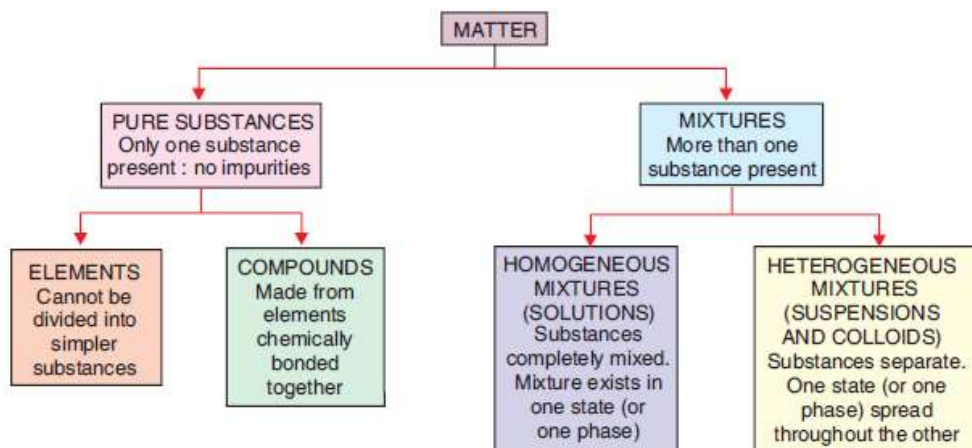 MATTER
PURE SUBSTANCES
Only one substance
present : no impurities
MIXTURES
More than one
substance present
ELEMENTS
Cannot be
divided into
simpler
substances
COMPOUNDS
Made from
elements
chemically
bonded
together
HOMOGENEOUS
MIXTURES
(SOLUTIONS)
Substances
completely mixed.
Mixture exists in
one state (or
one phase)
HETEROGENEOUS
MIXTURES
(SUSPENSIONS
AND COLLOIDS)
Substances separate.
One state (or one
phase) spread
throughout the other